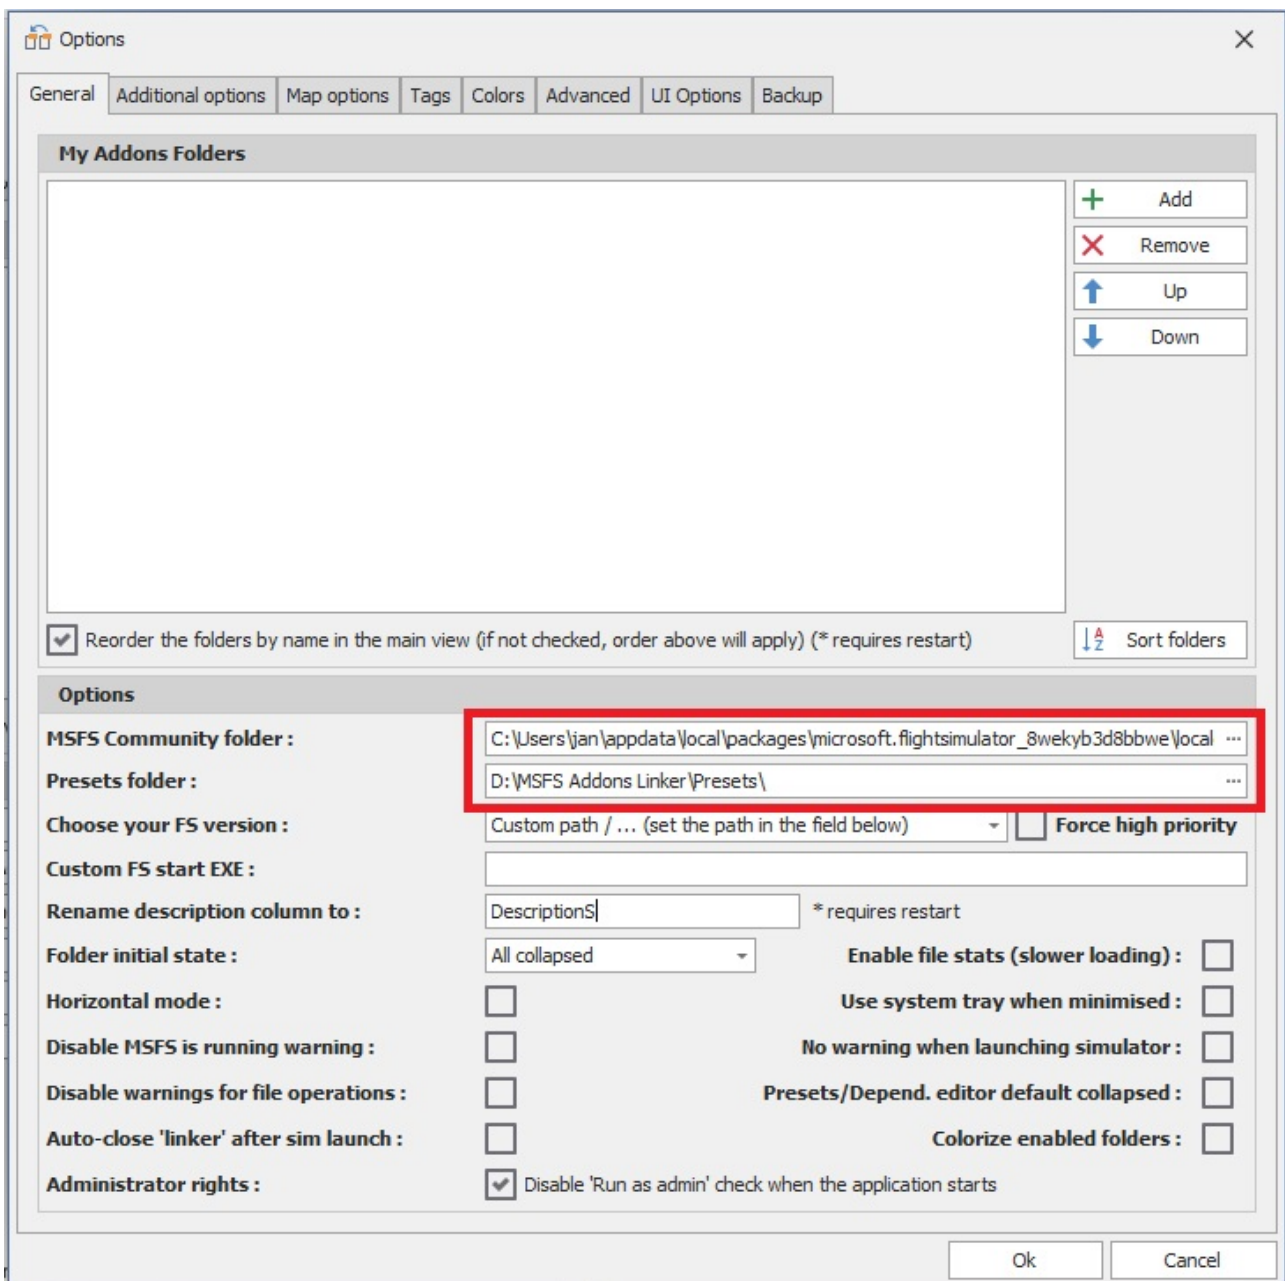 Options
General Additional options Map options Tags Colors Advanced UI Options Backup
My Addons Folders
Add
Remove
Up
Down
Reorder the folders by name in the main view (if not checked, order above will apply) (* requires restart) Sort folders
Options
MSFS Community folder : C:\Users\jan\appdata\local\packages\microsoft.flightsimulator_8wekyb3d8bbwe\local ...
Presets folder : D:\MSFS Addons Linker\Presets\ ...
Choose your FS version : Custom path / ... (set the path in the field below) Force high priority
Custom FS start EXE :
Rename description column to : DescriptionS * requires restart
Folder initial state : All collapsed Enable file stats (slower loading) :
Horizontal mode : Use system tray when minimised :
Disable MSFS is running warning : No warning when launching simulator :
Disable warnings for file operations : Presets/Depend. editor default collapsed :
Auto-close 'linker' after sim launch : Colorize enabled folders :
Administrator rights : Disable 'Run as admin' check when the application starts
Ok Cancel